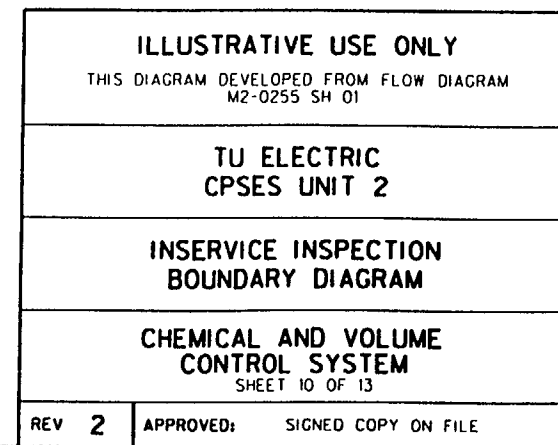 ILLUSTRATIVE USE ONLY
THIS DIAGRAM DEVELOPED FROM FLOW DIAGRAM
M2-0255 SH 01
TU ELECTRIC
CPSES UNIT 2
INSERVICE INSPECTION
BOUNDARY DIAGRAM
CHEMICAL AND VOLUME
CONTROL SYSTEM
SHEET 10 OF 13
REV 2 APPROVED: SIGNED COPY ON FILE